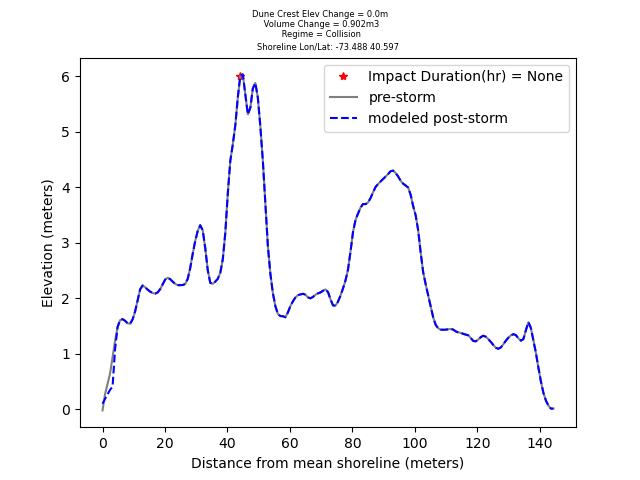 Dune Crest Elev Change = 0.0m
Volume Change = 0.902m3
Regime = Collision
Shoreline Lon/Lat: -73.488 40.597
Impact Duration(hr) = None
pre-storm
modeled post-storm
Elevation (meters)
6
5
4
3
2
1
0
0 20 40 60 80 100 120 140
Distance from mean shoreline (meters)